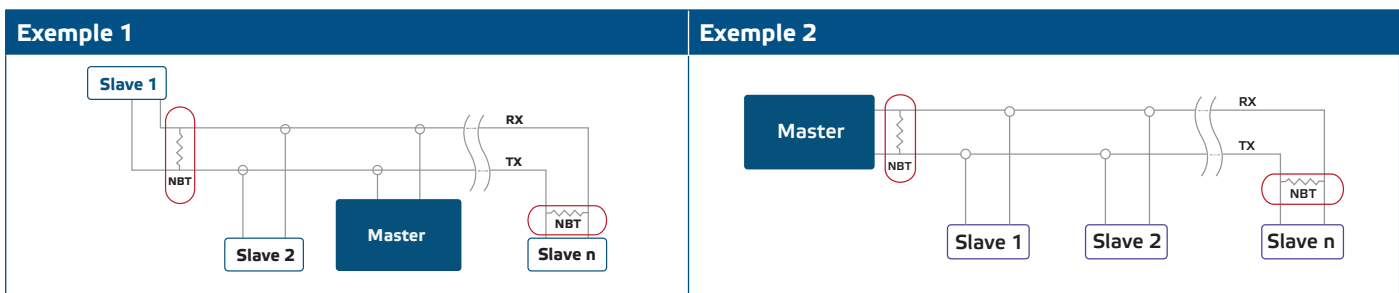 Exemple 1
Slave 1
RX
TX
NBT
Slave 2
Master
NBT
Slave n
Exemple 2
Master
RX
TX
NBT
NBT
Slave 1
Slave 2
Slave n